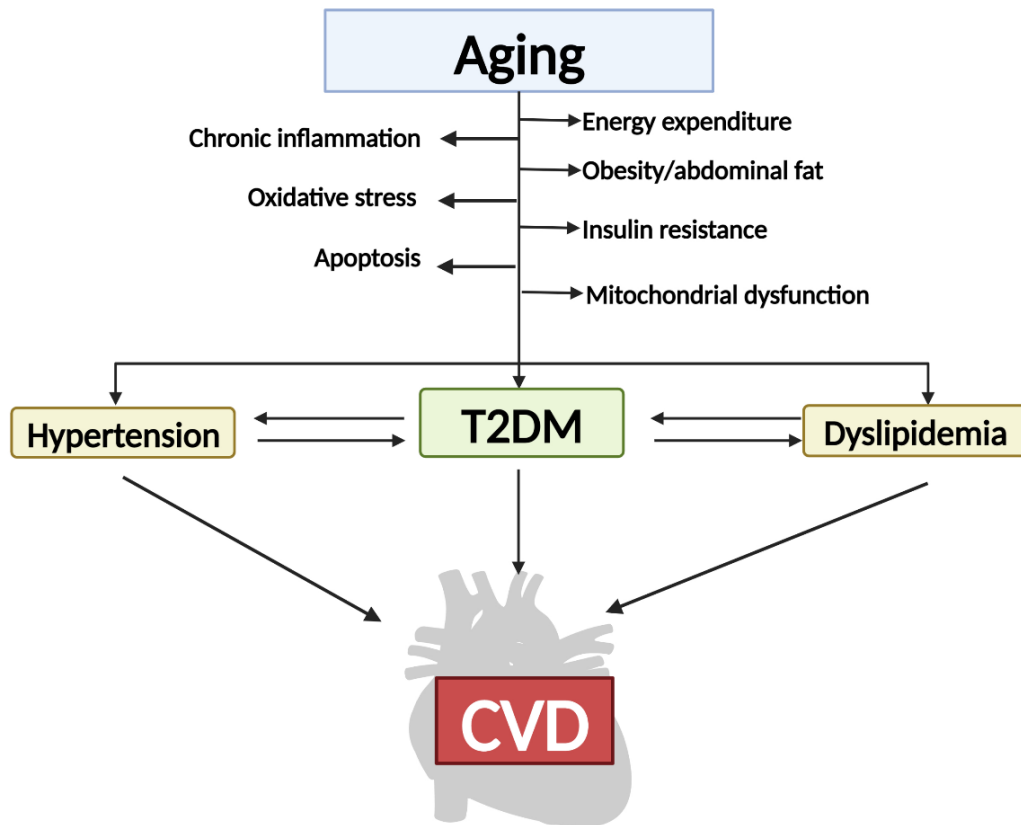 Aging
Energy expenditure
Chronic inflammation
Obesity/abdominal fat
Oxidative stress
Insulin resistance
Apoptosis
Mitochondrial dysfunction
Hypertension
T2DM
Dyslipidemia
CVD